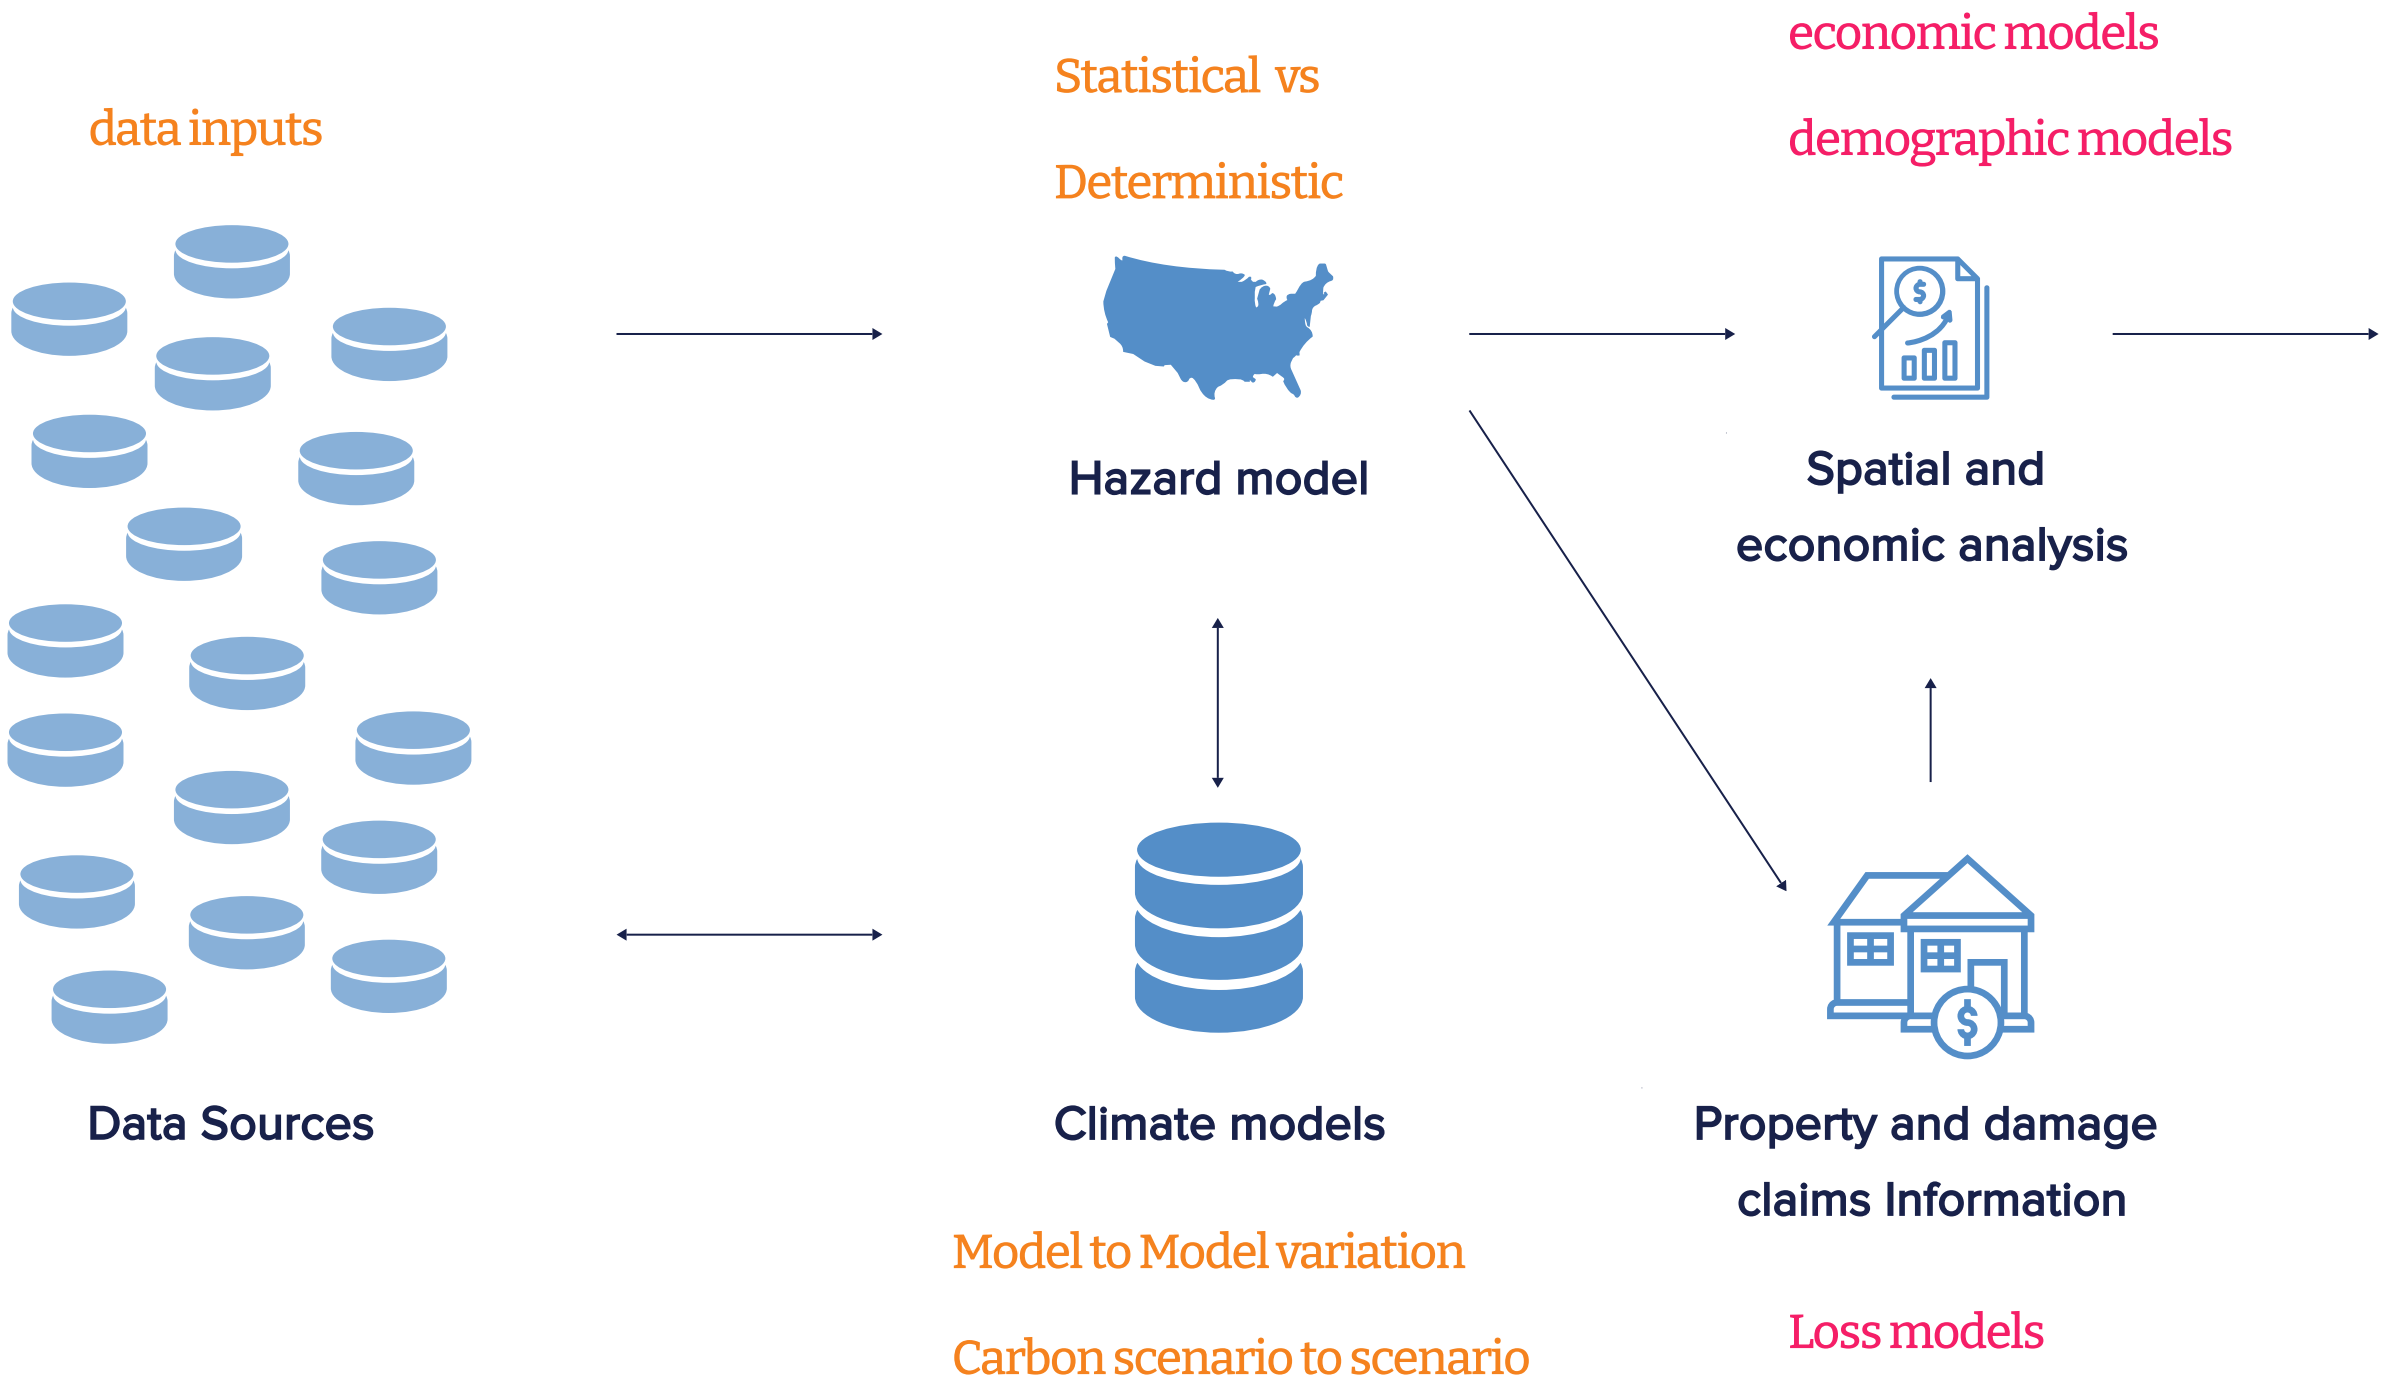 data inputs
Data Sources
Statistical vs
Deterministic
Hazard model
Climate models
Model to Model variation
Carbon scenario to scenario
economic models
demographic models
$
Spatial and
economic analysis
$
Property and damage
claims Information
Loss models